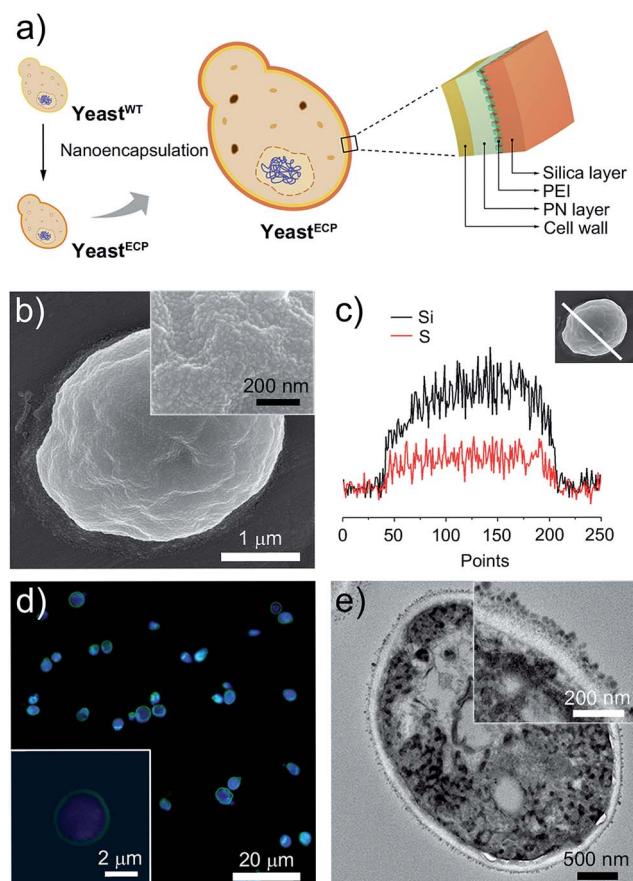 a)
Yeast^WT
Nanoencapsulation
Yeast^ECP
Yeast^ECP
Silica layer
PEI
PN layer
Cell wall
b)
200 nm
1 μm
c)
Si
S
0 50 100 150 200 250
Points
d)
2 μm
20 μm
e)
200 nm
500 nm